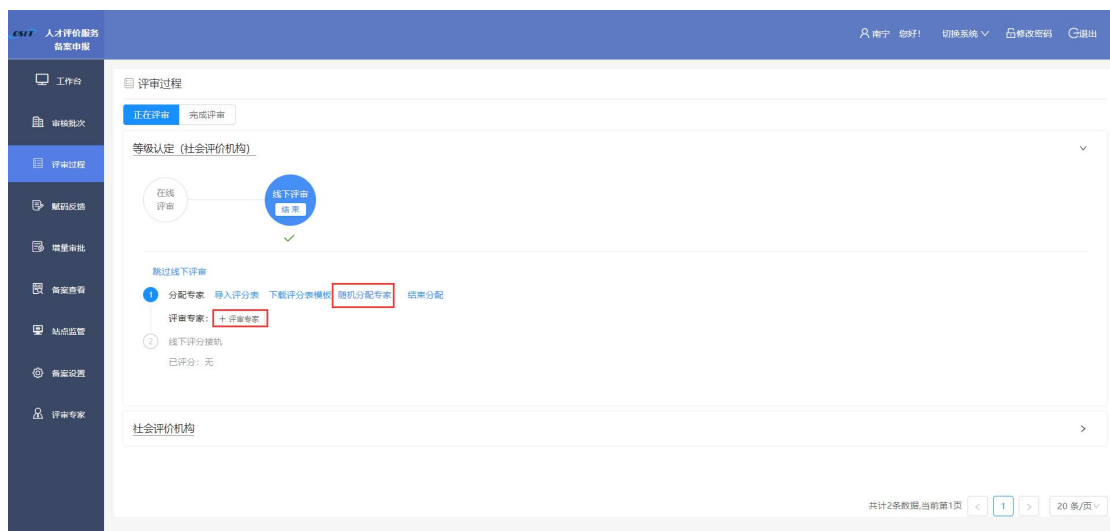 OSTT 人才评价服务
备案申报
南宁 您好! 切换系统 修改密码 退出
工作台
审核批次
评审过程
赋码反馈
增量审批
备案查看
站点监管
备案设置
评审专家
评审过程
正在评审 完成评审
等级认定(社会评价机构)
在线
评审
线下评审
结束
跳过线下评审
1 分配专家 导入评分表 下载评分表模板 随机分配专家 结束分配
评审专家: + 评审专家
2 线下评分接轨
已评分: 无
社会评价机构
共计2条数据,当前第1页 < 1 > 20 条/页